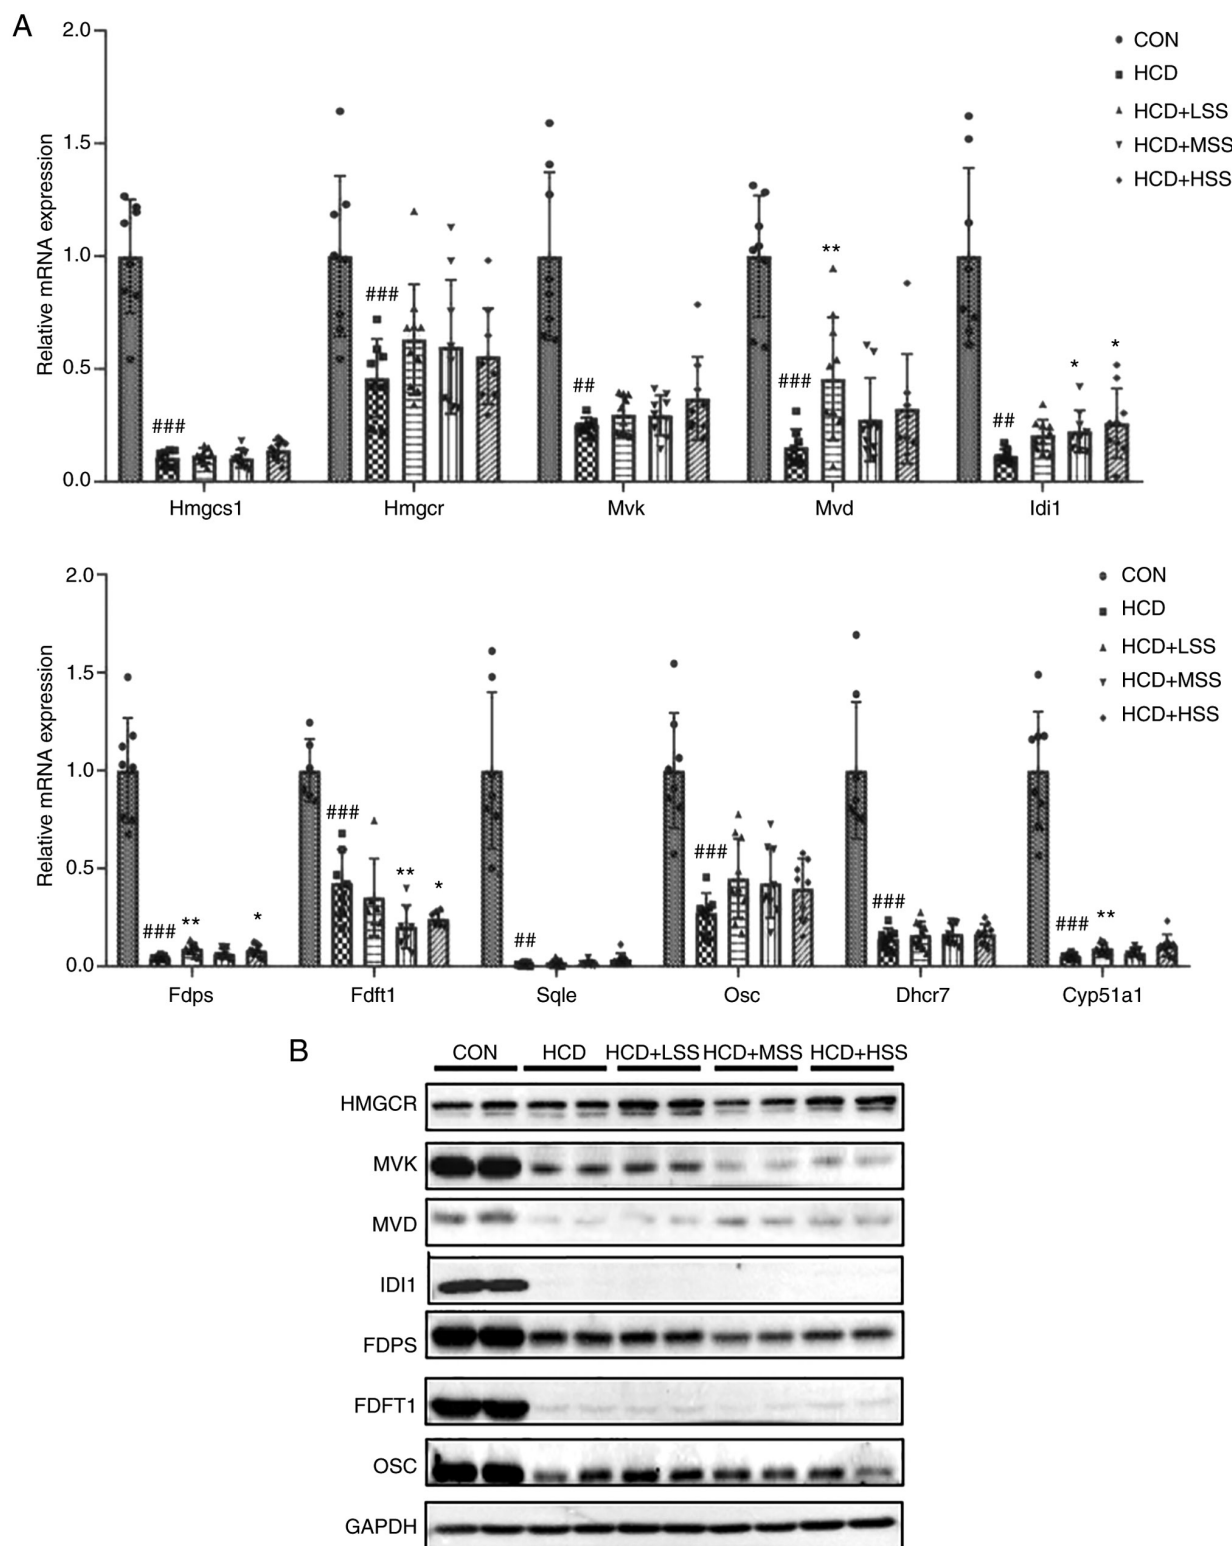 A
2.0
1.5
1.0
0.5
0.0
Relative mRNA expression
CON
HCD
HCD+LSS
HCD+MSS
HCD+HSS
###
###
##
###
**
##
*
*
Hmgcs1 Hmgcr Mvk Mvd Idi1
2.0
1.5
1.0
0.5
0.0
Relative mRNA expression
CON
HCD
HCD+LSS
HCD+MSS
HCD+HSS
###
**
*
###
**
*
##
###
###
###
**
Fdps Fdft1 Sqle Osc Dhcr7 Cyp51a1
B
CON HCD HCD+LSS HCD+MSS HCD+HSS
HMGCR
MVK
MVD
IDI1
FDPS
FDFT1
OSC
GAPDH